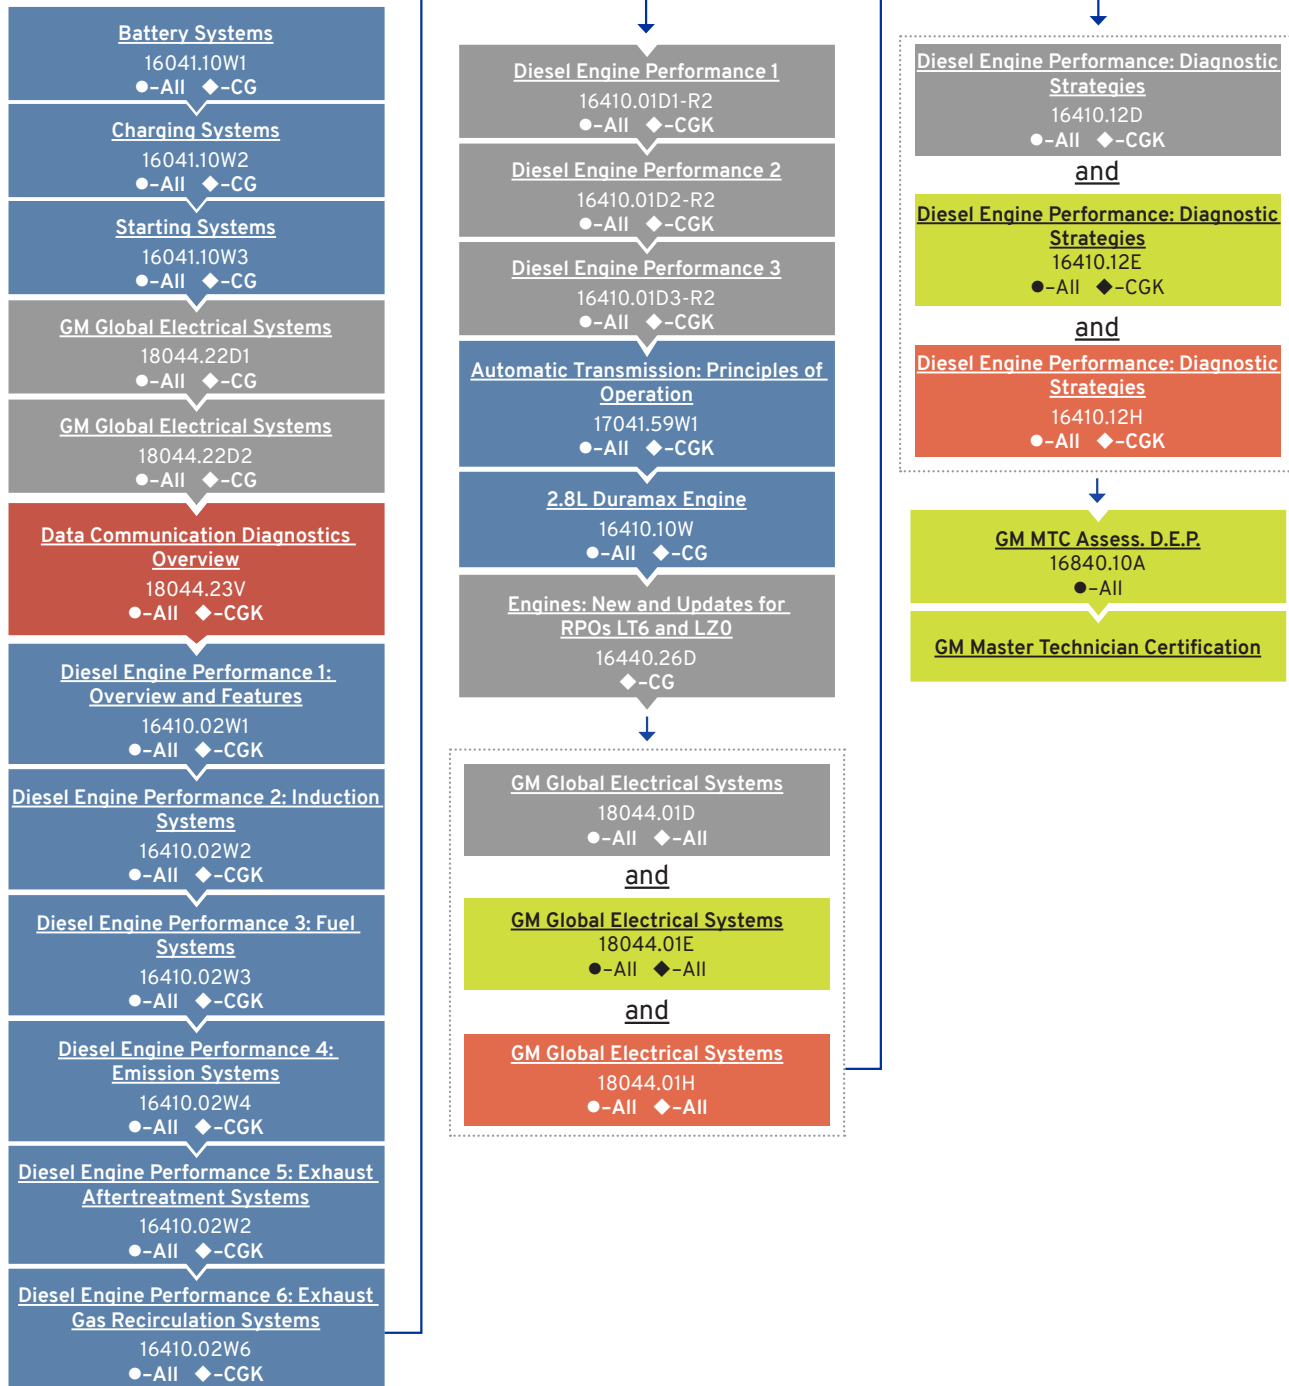 Battery Systems
16041.10W1
●–All ◆–CG
Charging Systems
16041.10W2
●–All ◆–CG
Starting Systems
16041.10W3
●–All ◆–CG
GM Global Electrical Systems
18044.22D1
●–All ◆–CG
GM Global Electrical Systems
18044.22D2
●–All ◆–CG
Data Communication Diagnostics
Overview
18044.23V
●–All ◆–CGK
Diesel Engine Performance 1:
Overview and Features
16410.02W1
●–All ◆–CGK
Diesel Engine Performance 2: Induction
Systems
16410.02W2
●–All ◆–CGK
Diesel Engine Performance 3: Fuel
Systems
16410.02W3
●–All ◆–CGK
Diesel Engine Performance 4:
Emission Systems
16410.02W4
●–All ◆–CGK
Diesel Engine Performance 5: Exhaust
Aftertreatment Systems
16410.02W2
●–All ◆–CGK
Diesel Engine Performance 6: Exhaust
Gas Recirculation Systems
16410.02W6
●–All ◆–CGK
Diesel Engine Performance 1
16410.01D1-R2
●–All ◆–CGK
Diesel Engine Performance 2
16410.01D2-R2
●–All ◆–CGK
Diesel Engine Performance 3
16410.01D3-R2
●–All ◆–CGK
Automatic Transmission: Principles of
Operation
17041.59W1
●–All ◆–CGK
2.8L Duramax Engine
16410.10W
●–All ◆–CG
Engines: New and Updates for
RPOs LT6 and LZ0
16440.26D
◆–CG
GM Global Electrical Systems
18044.01D
●–All ◆–All
and
GM Global Electrical Systems
18044.01E
●–All ◆–All
and
GM Global Electrical Systems
18044.01H
●–All ◆–All
Diesel Engine Performance: Diagnostic
Strategies
16410.12D
●–All ◆–CGK
and
Diesel Engine Performance: Diagnostic
Strategies
16410.12E
●–All ◆–CGK
and
Diesel Engine Performance: Diagnostic
Strategies
16410.12H
●–All ◆–CGK
GM MTC Assess. D.E.P.
16840.10A
●–All
GM Master Technician Certification